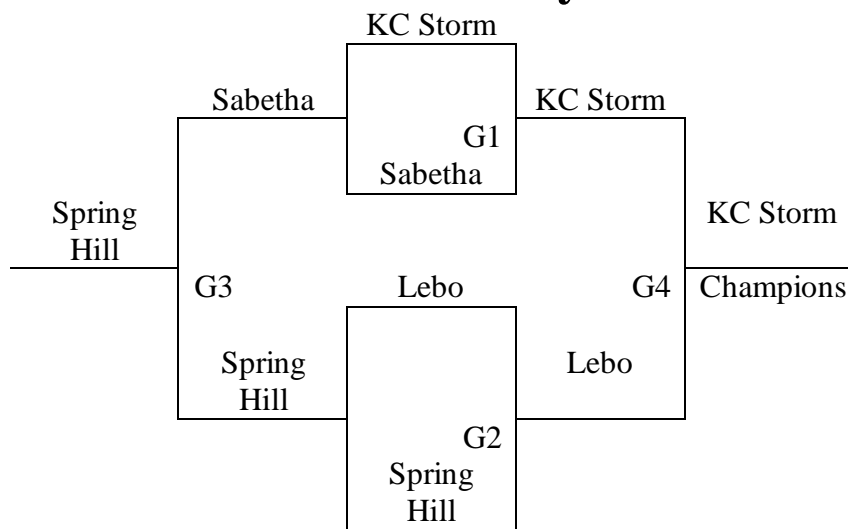 KC Storm
Sabetha
KC Storm
G1
Sabetha
Spring
Hill
KC Storm
G3
Lebo
G4
Champions
Spring
Hill
Lebo
G2
Spring
Hill